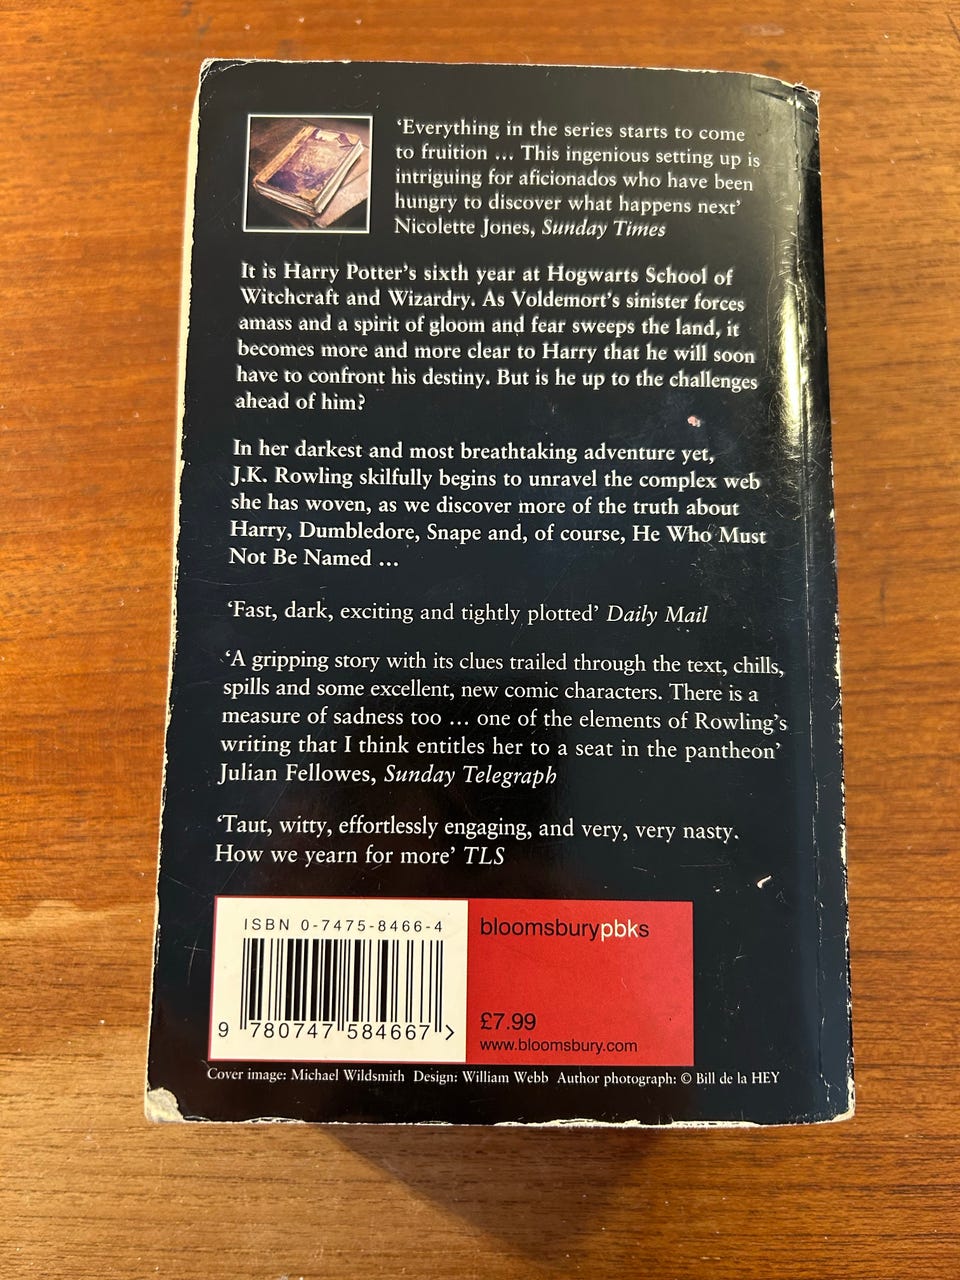 ‘Everything in the series starts to come
to fruition ... This ingenious setting up is
intriguing for aficionados who have been
hungry to discover what happens next’
Nicolette Jones, Sunday Times
It is Harry Potter’s sixth year at Hogwarts School of
Witchcraft and Wizardry. As Voldemort’s sinister forces
amass and a spirit of gloom and fear sweeps the land, it
becomes more and more clear to Harry that he will soon
have to confront his destiny. But is he up to the challenges
ahead of him?
In her darkest and most breathtaking adventure yet,
J.K. Rowling skilfully begins to unravel the complex web
she has woven, as we discover more of the truth about
Harry, Dumbledore, Snape and, of course, He Who Must
Not Be Named ...
‘Fast, dark, exciting and tightly plotted’ Daily Mail
‘A gripping story with its clues trailed through the text, chills,
spills and some excellent, new comic characters. There is a
measure of sadness too ... one of the elements of Rowling’s
writing that I think entitles her to a seat in the pantheon’
Julian Fellowes, Sunday Telegraph
‘Taut, witty, effortlessly engaging, and very, very nasty.
How we yearn for more’ TLS
ISBN 0-7475-8466-4
9 780747 584667 >
bloomsburypbks
£7.99
www.bloomsbury.com
Cover image: Michael Wildsmith Design: William Webb Author photograph: © Bill de la HEY